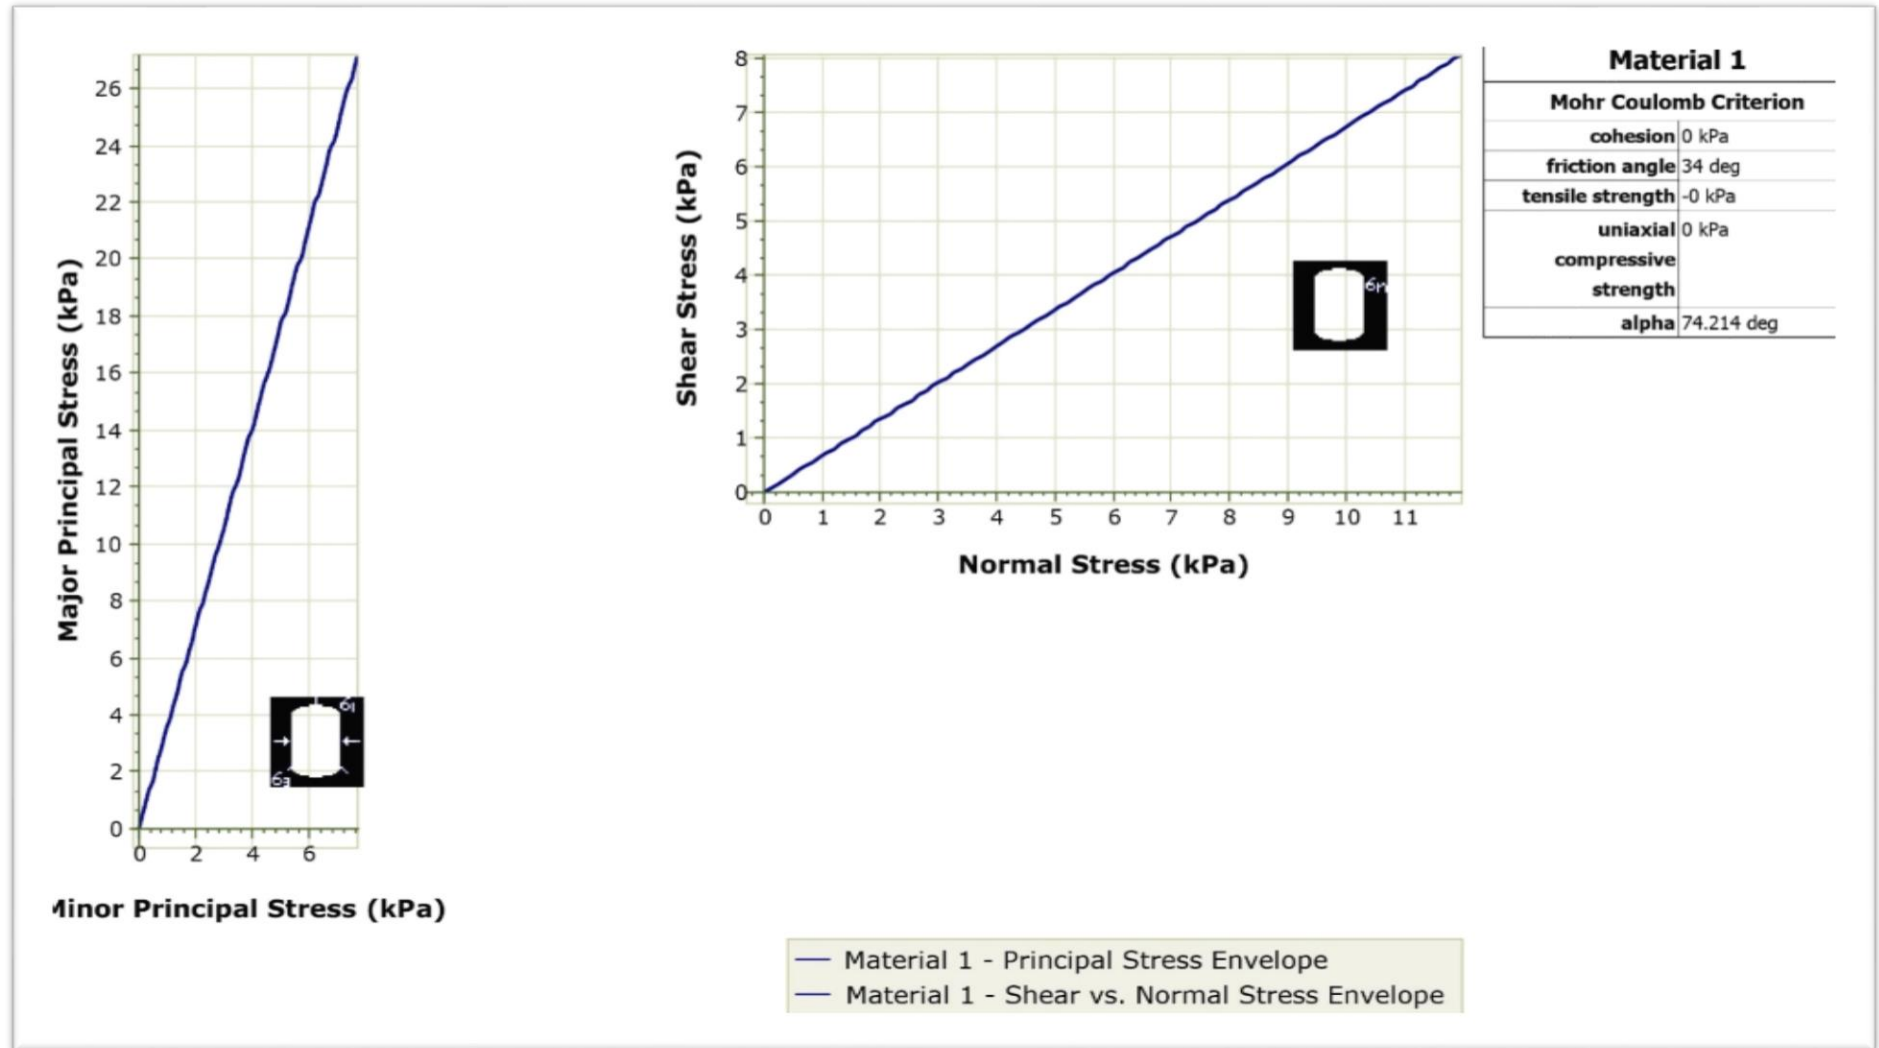 Major Principal Stress (kPa)
26
24
22
20
18
16
14
12
10
8
6
4
2
0
0 2 4 6
Minor Principal Stress (kPa)
Shear Stress (kPa)
8
7
6
5
4
3
2
1
0
0 1 2 3 4 5 6 7 8 9 10 11
Normal Stress (kPa)
Material 1
Mohr Coulomb Criterion
cohesion 0 kPa
friction angle 34 deg
tensile strength -0 kPa
uniaxial 0 kPa
compressive
strength
alpha 74.214 deg
Material 1 - Principal Stress Envelope
Material 1 - Shear vs. Normal Stress Envelope